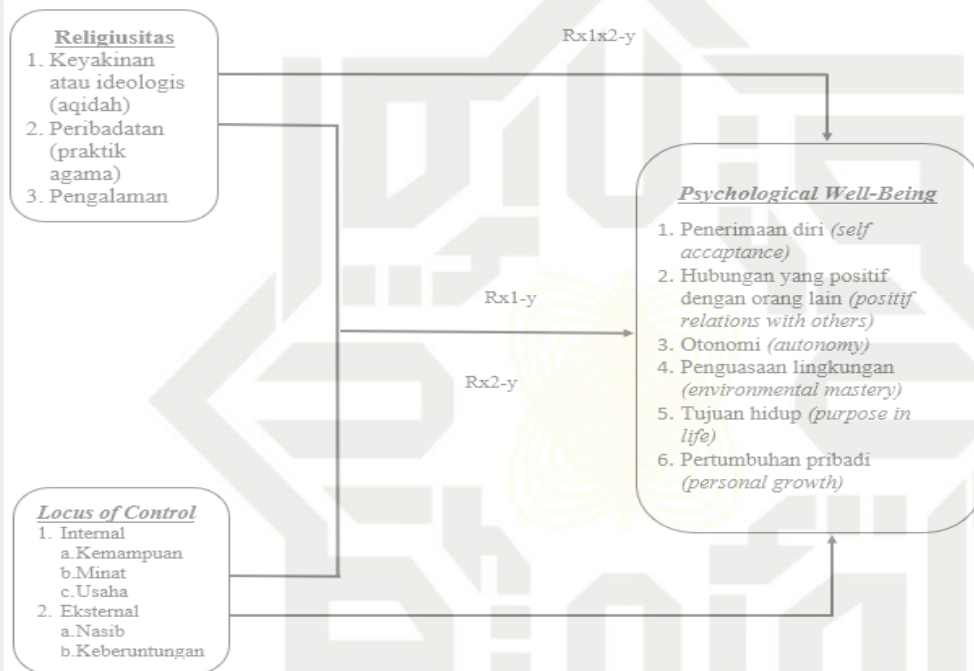 Religiusitas
1. Keyakinan
atau ideologis
(aqidah)
2. Peribadatan
(praktik
agama)
3. Pengalaman
Rx1x2-y
Psychological Well-Being
1. Penerimaan diri (self
accaptance)
2. Hubungan yang positif
dengan orang lain (positif
relations with others)
3. Otonomi (autonomy)
4. Penguasaan lingkungan
(environmental mastery)
5. Tujuan hidup (purpose in
life)
6. Pertumbuhan pribadi
(personal growth)
Rx1-y
Rx2-y
Locus of Control
1. Internal
a.Kemampuan
b.Minat
c.Usaha
2. Eksternal
a.Nasib
b.Keberuntungan